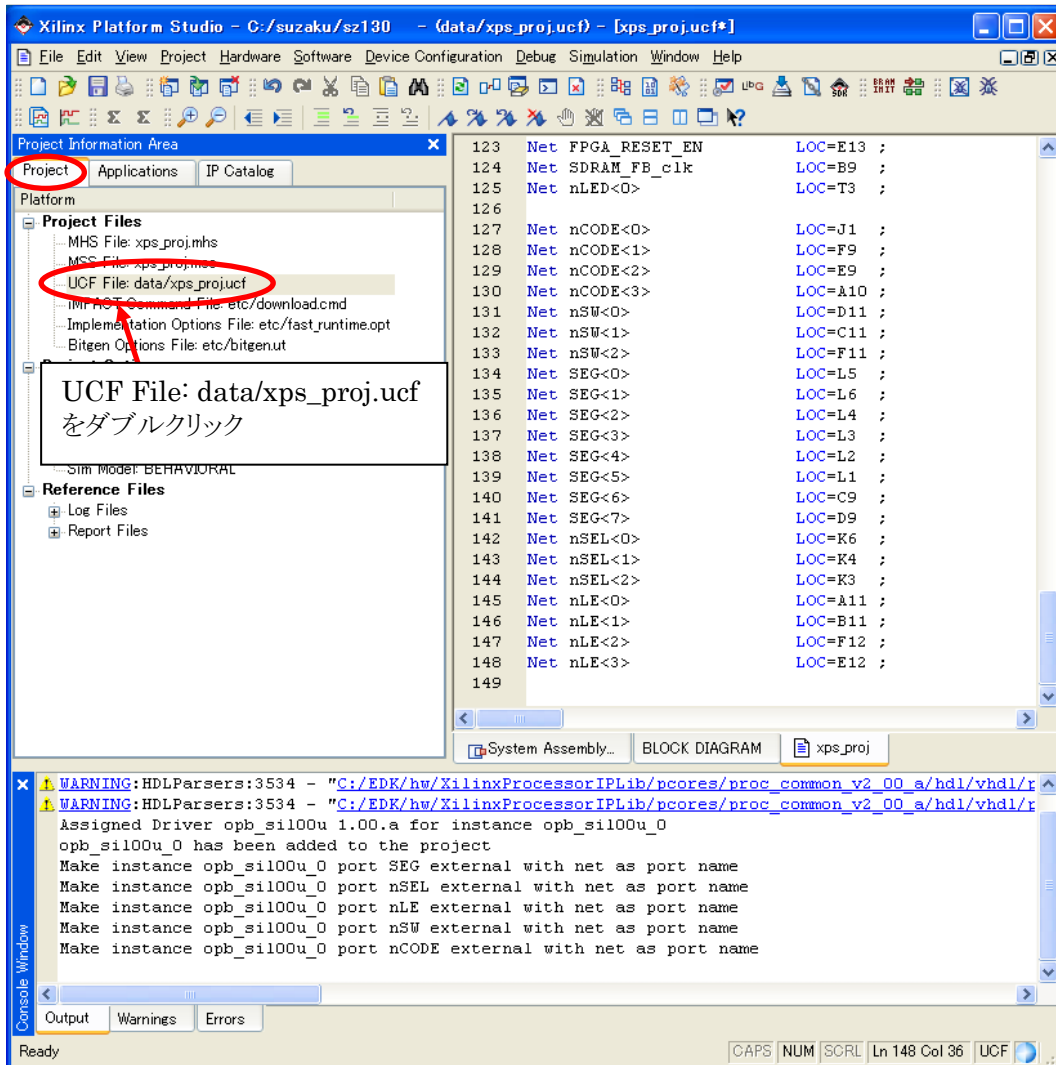 Xilinx Platform Studio - C:/suzaku/sz130 - (data/xps_proj.ucf) - [xps_proj.ucf*]
File Edit View Project Hardware Software Device Configuration Debug Simulation Window Help
Project Information Area
Project Applications IP Catalog
Platform
Project Files
MHS File: xps_proj.mhs
MSS File: xps_proj.mss
UCF File: data/xps_proj.ucf
iMPACT Command File: etc/download.cmd
Implementation Options File: etc/fast_runtime.opt
Bitgen Options File: etc/bitgen.ut
UCF File: data/xps_proj.ucf
をダブルクリック
Sim Model: BEHAVIORAL
Reference Files
Log Files
Report Files
123 Net FPGA_RESET_EN LOC=E13 ;
124 Net SDRAM_FB_clk LOC=B9 ;
125 Net nLED<0> LOC=T3 ;
126
127 Net nCODE<0> LOC=J1 ;
128 Net nCODE<1> LOC=F9 ;
129 Net nCODE<2> LOC=E9 ;
130 Net nCODE<3> LOC=A10 ;
131 Net nSW<0> LOC=D11 ;
132 Net nSW<1> LOC=C11 ;
133 Net nSW<2> LOC=F11 ;
134 Net SEG<0> LOC=L5 ;
135 Net SEG<1> LOC=L6 ;
136 Net SEG<2> LOC=L4 ;
137 Net SEG<3> LOC=L3 ;
138 Net SEG<4> LOC=L2 ;
139 Net SEG<5> LOC=L1 ;
140 Net SEG<6> LOC=C9 ;
141 Net SEG<7> LOC=D9 ;
142 Net nSEL<0> LOC=K6 ;
143 Net nSEL<1> LOC=K4 ;
144 Net nSEL<2> LOC=K3 ;
145 Net nLE<0> LOC=A11 ;
146 Net nLE<1> LOC=B11 ;
147 Net nLE<2> LOC=F12 ;
148 Net nLE<3> LOC=E12 ;
149
System Assembly... BLOCK DIAGRAM xps_proj
WARNING:HDLParsers:3534 - "C:/EDK/hw/XilinxProcessorIPLib/pcores/proc_common_v2_00_a/hdl/vhdl/
WARNING:HDLParsers:3534 - "C:/EDK/hw/XilinxProcessorIPLib/pcores/proc_common_v2_00_a/hdl/vhdl/
Assigned Driver opb_sil00u 1.00.a for instance opb_sil00u_0
opb_sil00u_0 has been added to the project
Make instance opb_sil00u_0 port SEG external with net as port name
Make instance opb_sil00u_0 port nSEL external with net as port name
Make instance opb_sil00u_0 port nLE external with net as port name
Make instance opb_sil00u_0 port nSW external with net as port name
Make instance opb_sil00u_0 port nCODE external with net as port name
Console Window
Output Warnings Errors
Ready CAPS NUM SCRL Ln 148 Col 36 UCF